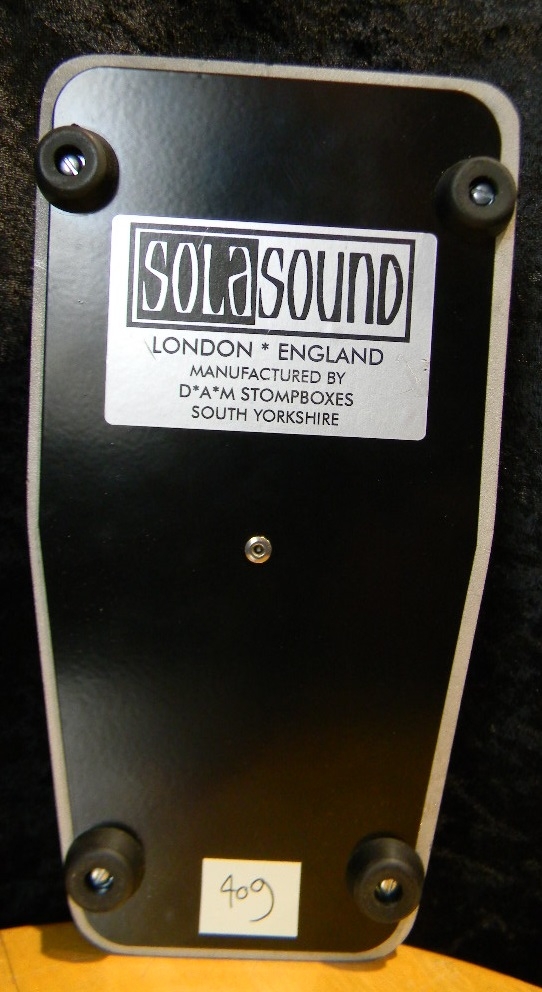 SOLASOUND
LONDON * ENGLAND
MANUFACTURED BY
D*A*M STOMPBOXES
SOUTH YORKSHIRE
409